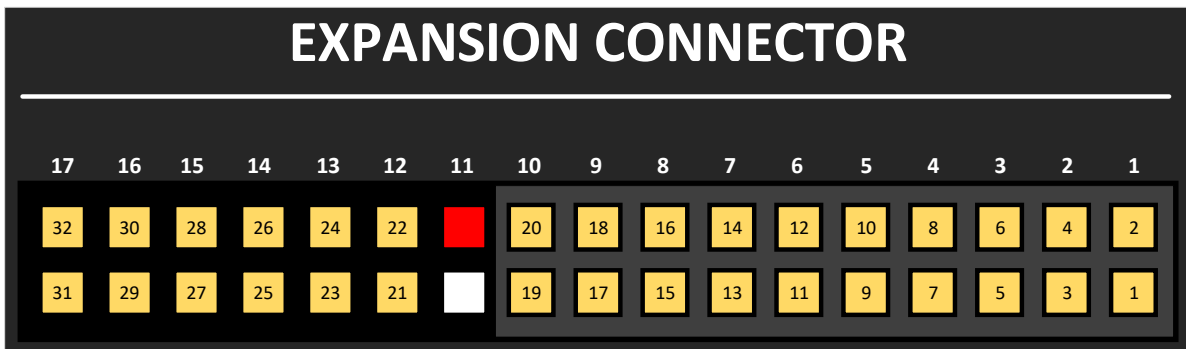 EXPANSION CONNECTOR
17 16 15 14 13 12 11 10 9 8 7 6 5 4 3 2 1
32 30 28 26 24 22 20 18 16 14 12 10 8 6 4 2
31 29 27 25 23 21 19 17 15 13 11 9 7 5 3 1